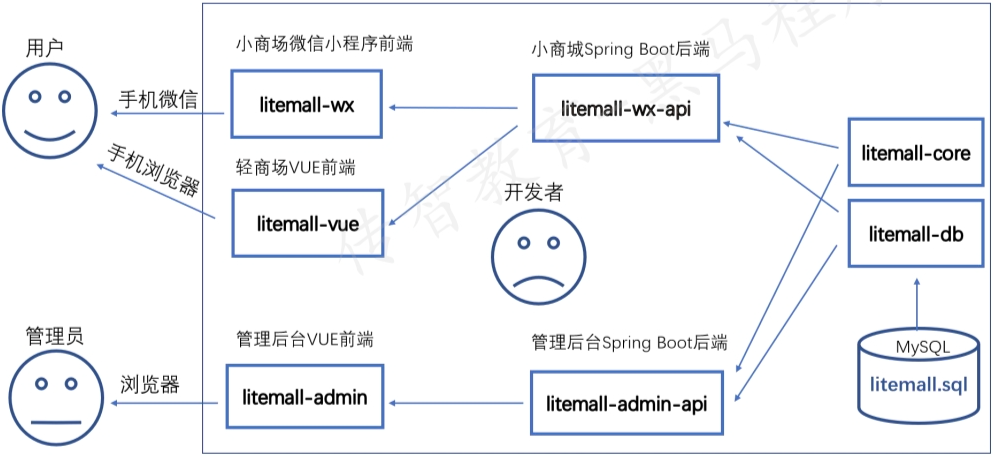 用户
小商场微信小程序前端
小商城Spring Boot后端
手机微信
litemall-wx
litemall-wx-api
手机浏览器
轻商场VUE前端
litemall-core
litemall-vue
开发者
litemall-db
管理员
管理后台VUE前端
管理后台Spring Boot后端
MySQL
浏览器
litemall-admin
litemall-admin-api
litemall.sql
传智教育 黑马程